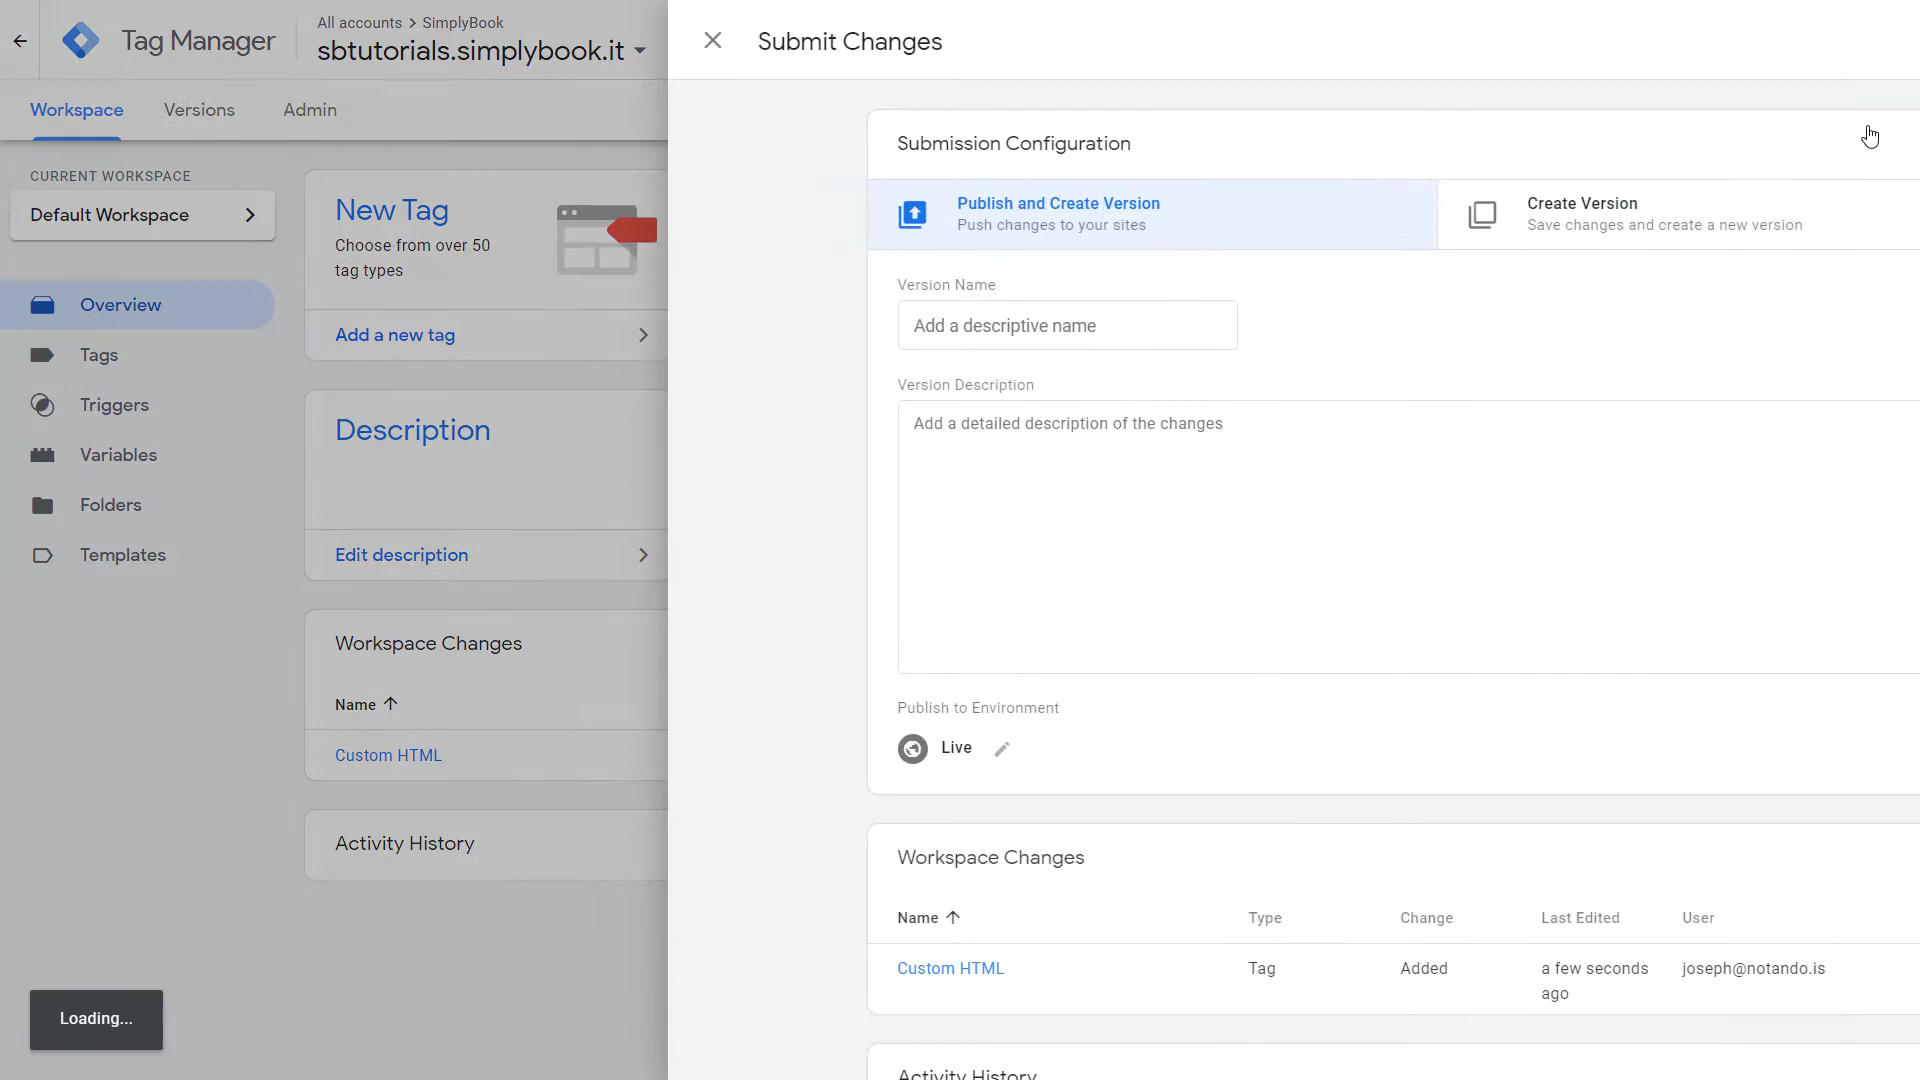 Tag Manager
All accounts > SimplyBook
sbtutorials.simplybook.it
Workspace
Versions
Admin
CURRENT WORKSPACE
Default Workspace
Overview
Tags
Triggers
Variables
Folders
Templates
New Tag
Choose from over 50
tag types
Add a new tag
Description
Edit description
Workspace Changes
Name
Custom HTML
Activity History
Loading...
Submit Changes
Submission Configuration
Publish and Create Version
Push changes to your sites
Create Version
Save changes and create a new version
Version Name
Add a descriptive name
Version Description
Add a detailed description of the changes
Publish to Environment
Live
Workspace Changes
Name Type Change Last Edited User
Custom HTML Tag Added a few seconds joseph@notando.is
ago
Activity History